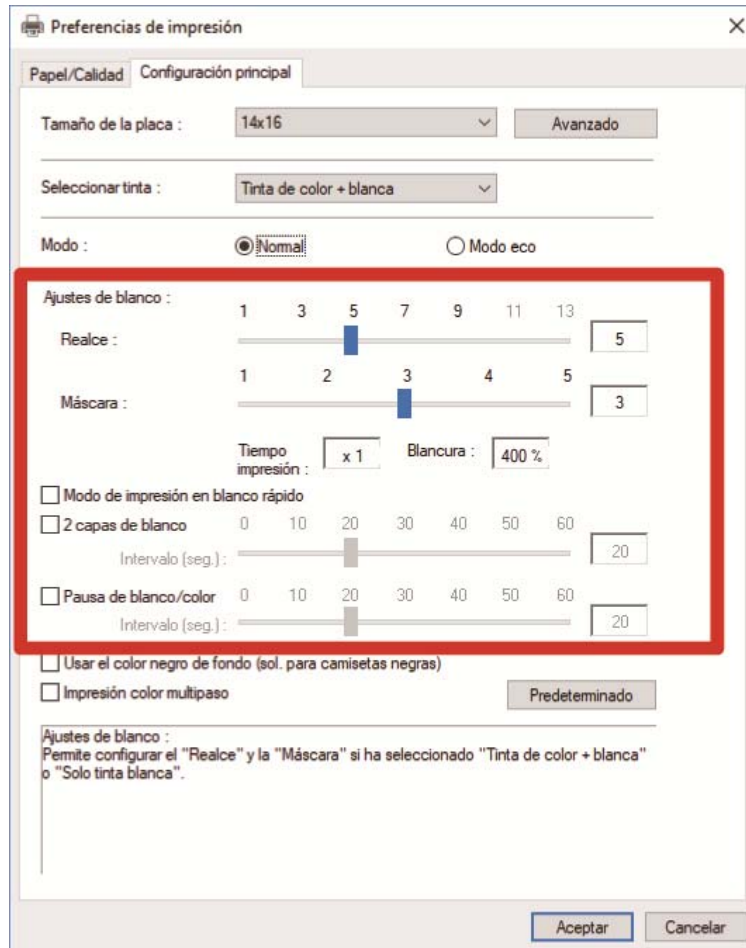 Preferencias de impresión
Papel/Calidad Configuración principal
Tamaño de la placa : 14x16 Avanzado
Seleccionar tinta : Tinta de color + blanca
Modo : Normal Modo eco
Ajustes de blanco :
1 3 5 7 9 11 13
Realce : 5
1 2 3 4 5
Máscara : 3
Tiempo impresión : x 1 Blancura : 400 %
Modo de impresión en blanco rápido
2 capas de blanco 0 10 20 30 40 50 60
Intervalo (seg.) : 20
Pausa de blanco/color 0 10 20 30 40 50 60
Intervalo (seg.) : 20
Usar el color negro de fondo (sol. para camisetas negras)
Impresión color multipaso Predeterminado
Ajustes de blanco :
Permite configurar el "Realce" y la "Máscara" si ha seleccionado "Tinta de color + blanca"
o "Solo tinta blanca".
Aceptar Cancelar